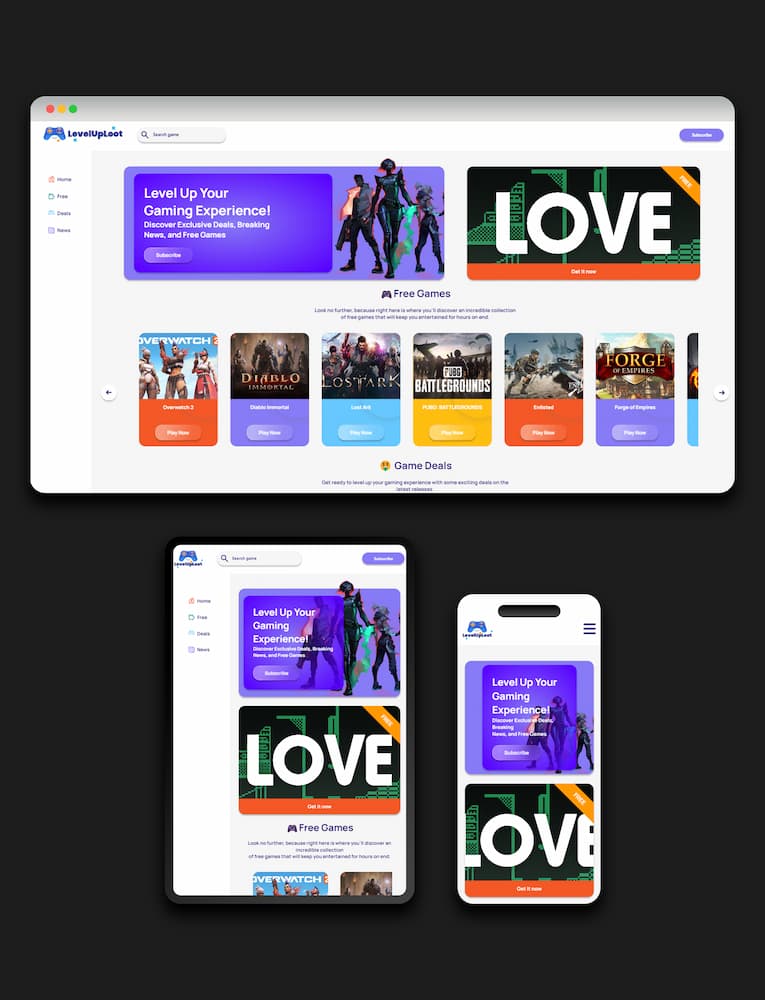 LevelUpLoot
Search game
Subscribe
Home
Free
Deals
News
Level Up Your
Gaming Experience!
Discover Exclusive Deals, Breaking
News, and Free Games
Subscribe
LOVE
FREE
Get it now
Free Games
Look no further, because right here is where you'll discover an incredible collection
of free games that will keep you entertained for hours on end.
OVERWATCH 2
DIABLO
IMMORTAL
LOST ARK
PUBG
BATTLEGROUNDS
FORGE
OF EMPIRES
Overwatch 2
Diablo Immortal
Lost Ark
PUBG: BATTLEGROUNDS
Enlisted
Forge of Empires
Play Now
Play Now
Play Now
Play Now
Play Now
Play Now
Game Deals
Get ready to level up your gaming experience with some exciting deals on the
latest releases
LevelUpLoot
Search game
Subscribe
Home
Free
Deals
News
Level Up Your
Gaming
Experience!
Discover Exclusive Deals, Breaking
News, and Free Games
Subscribe
LOVE
FREE
Get it now
Free Games
Look no further, because right here is where you'll discover an
incredible collection
of free games that will keep you entertained for hours on end.
OVERWATCH 2
LevelUpLoot
Level Up Your
Gaming
Experience!
Discover Exclusive Deals,
Breaking
News, and Free Games
Subscribe
LOVE
FREE
Get it now